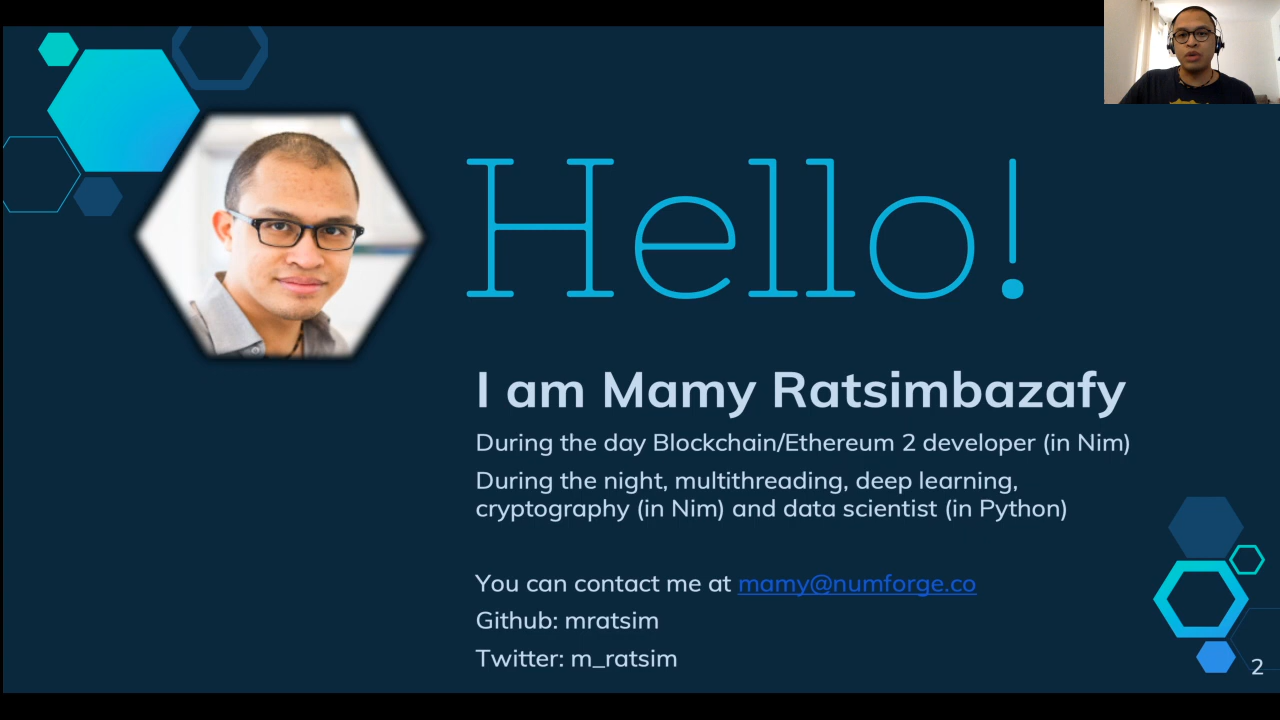 Hello!
I am Mamy Ratsimbazafy
During the day Blockchain/Ethereum 2 developer (in Nim)
During the night, multithreading, deep learning,
cryptography (in Nim) and data scientist (in Python)
You can contact me at mamy@numforge.co
Github: mratsim
Twitter: m_ratsim
2